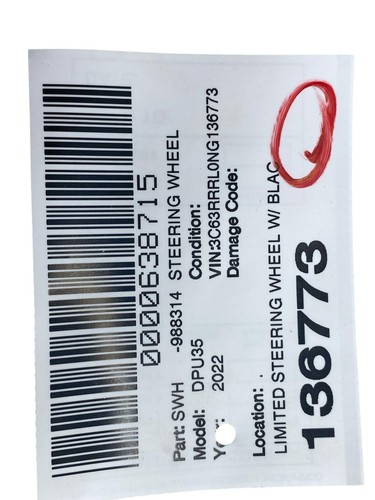 0000638715
Part: SWH -988314 STEERING WHEEL
Model: DPU35 Condition:
2022 VIN:3C63RRRL0NG136773
Damage Code:
Location: .
LIMITED STEERING WHEEL W/ BLAC
136773